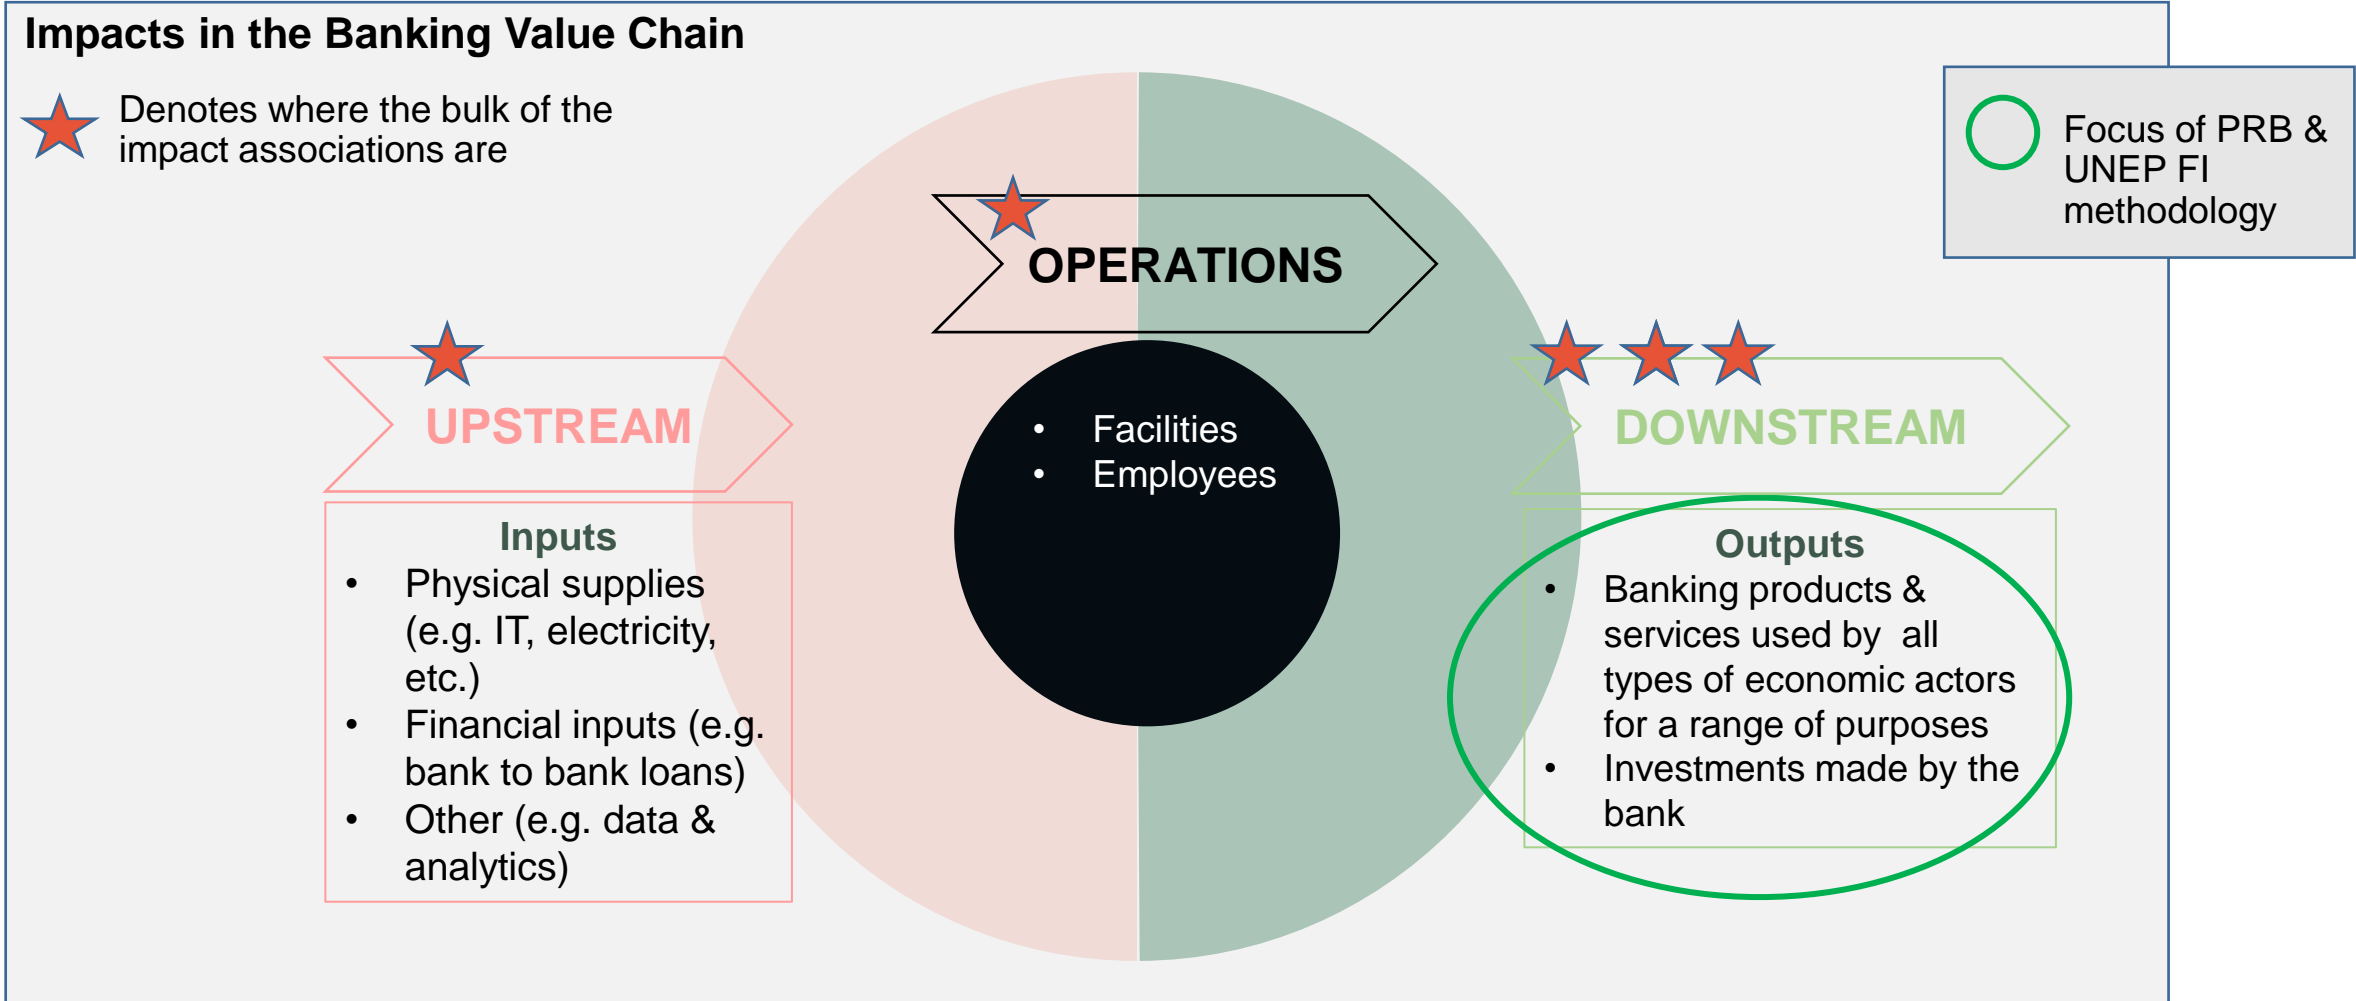 Impacts in the Banking Value Chain
Denotes where the bulk of the
impact associations are
Focus of PRB &
UNEP FI
methodology
OPERATIONS
• Facilities
• Employees
UPSTREAM
Inputs
• Physical supplies
(e.g. IT, electricity,
etc.)
• Financial inputs (e.g.
bank to bank loans)
• Other (e.g. data &
analytics)
DOWNSTREAM
Outputs
• Banking products &
services used by all
types of economic actors
for a range of purposes
• Investments made by the
bank